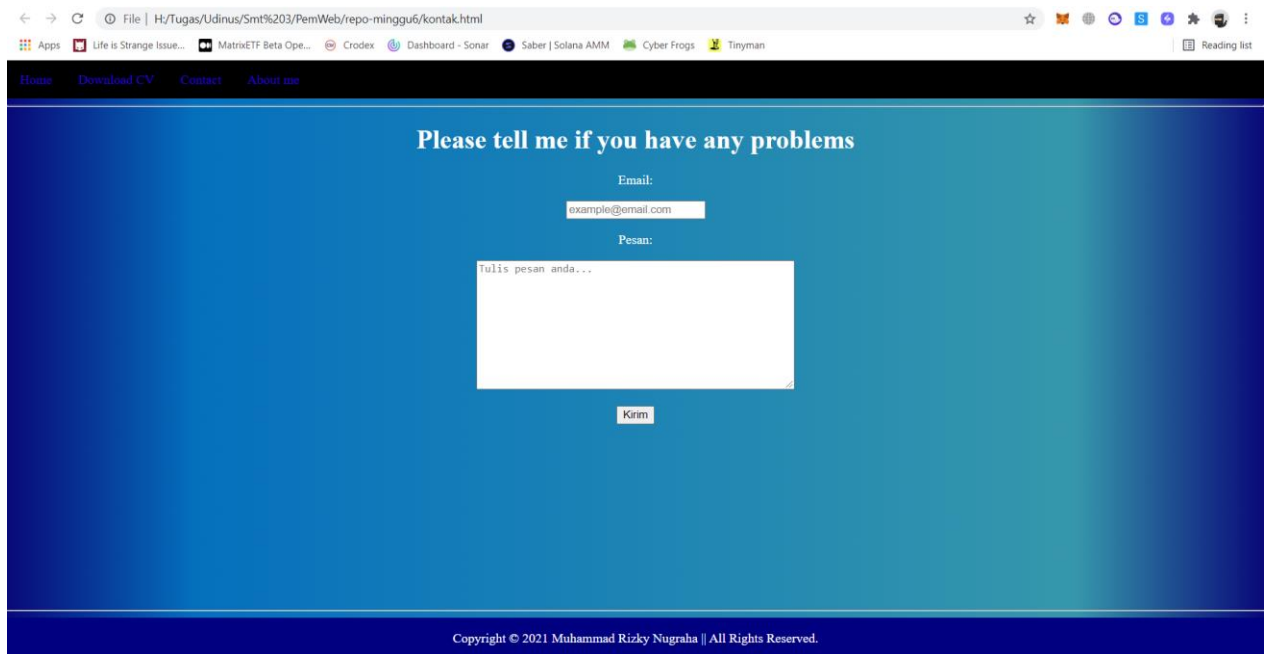 File | H:/Tugas/Udinus/Smt%203/PemWeb/repo-minggu6/kontak.html
Apps Life is Strange Issue... MatrixETF Beta Ope... Crodex Dashboard - Sonar Saber | Solana AMM Cyber Frogs Tinyman Reading list
Home Download CV Contact About me
Please tell me if you have any problems
Email:
example@email.com
Pesan:
Tulis pesan anda...
Kirim
Copyright © 2021 Muhammad Rizky Nugraha || All Rights Reserved.